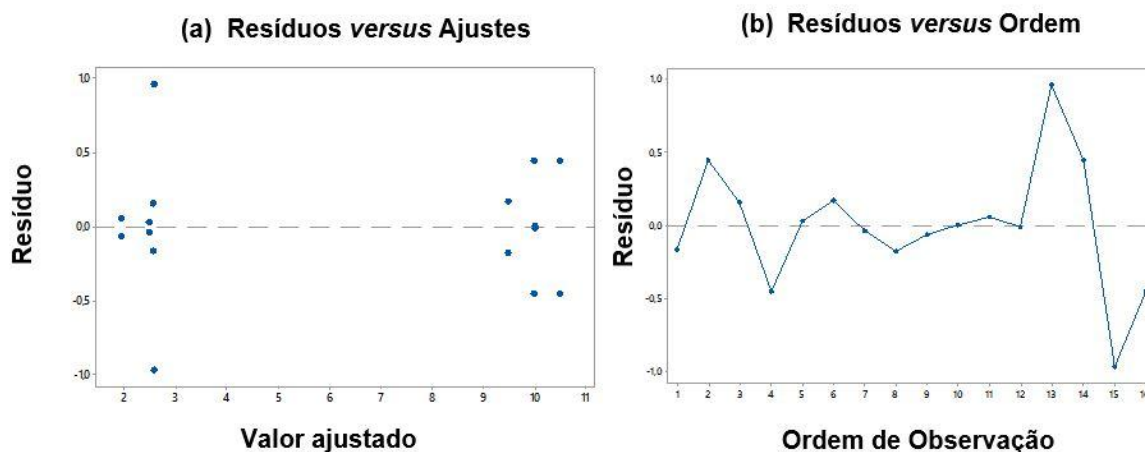 (a) Resíduos versus Ajustes
1,0
0,5
0,0
-0,5
-1,0
Resíduo
2 3 4 5 6 7 8 9 10 11
Valor ajustado
(b) Resíduos versus Ordem
1,0
0,5
0,0
-0,5
-1,0
Resíduo
1 2 3 4 5 6 7 8 9 10 11 12 13 14 15
Ordem de Observação